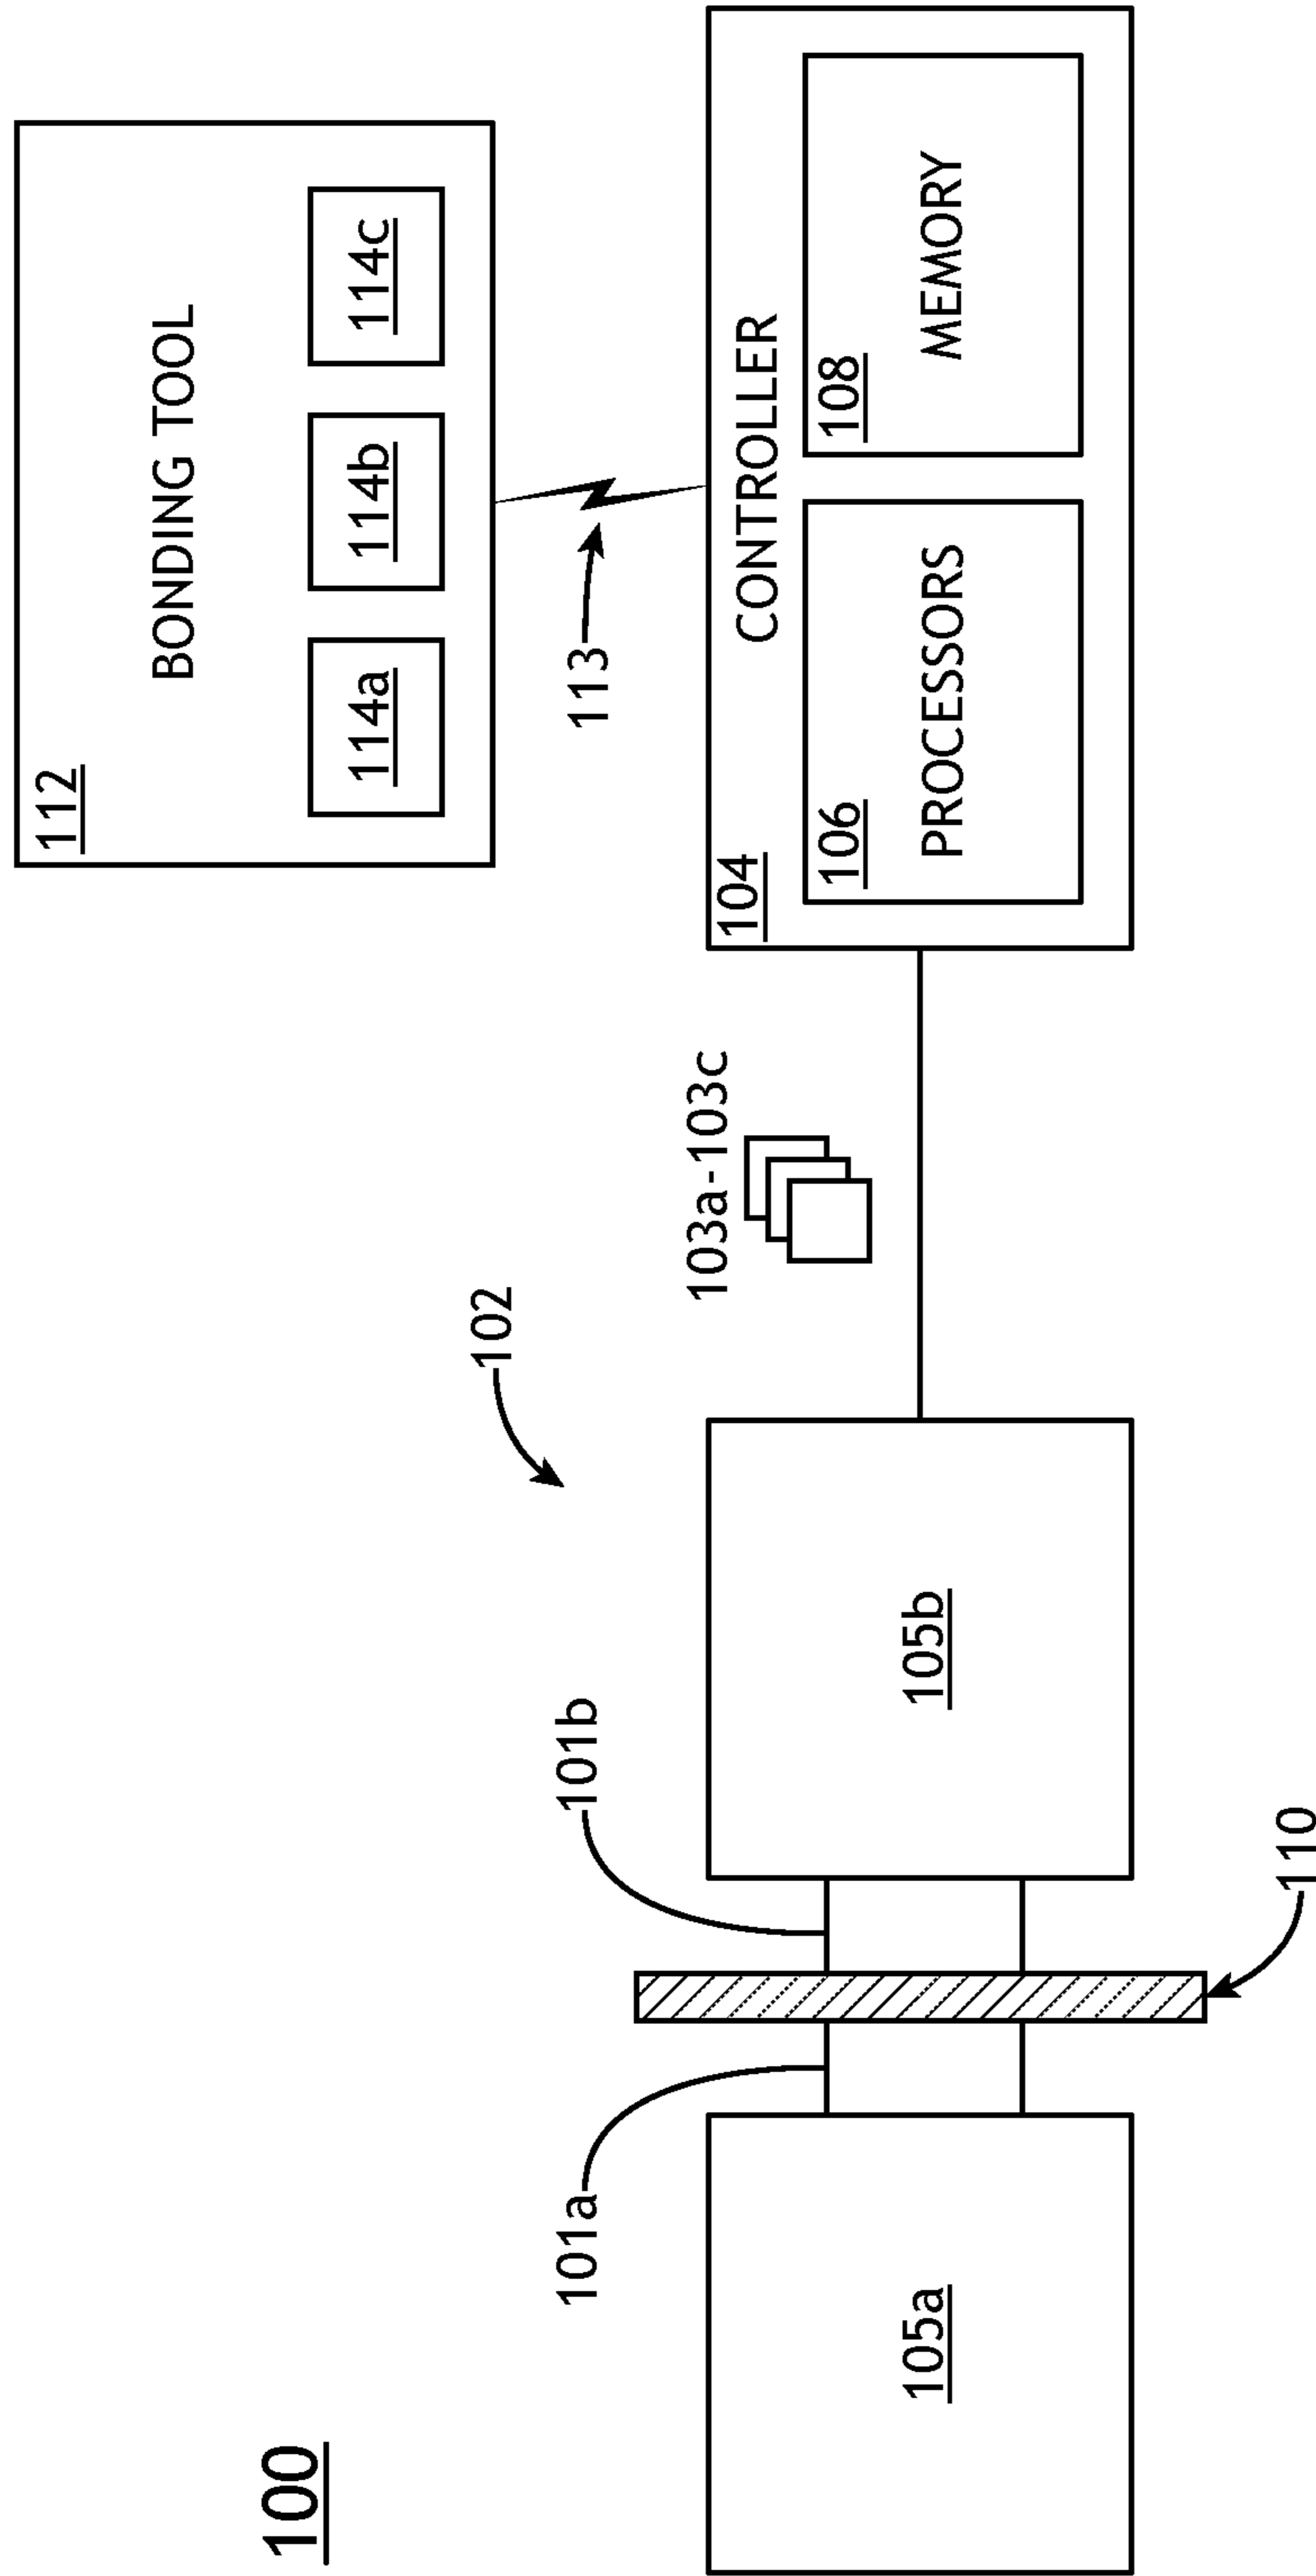 100
112
BONDING TOOL
114a
114b
114c
113
102
101a
101b
103a-103c
104
CONTROLLER
106
PROCESSORS
108
MEMORY
105a
105b
110